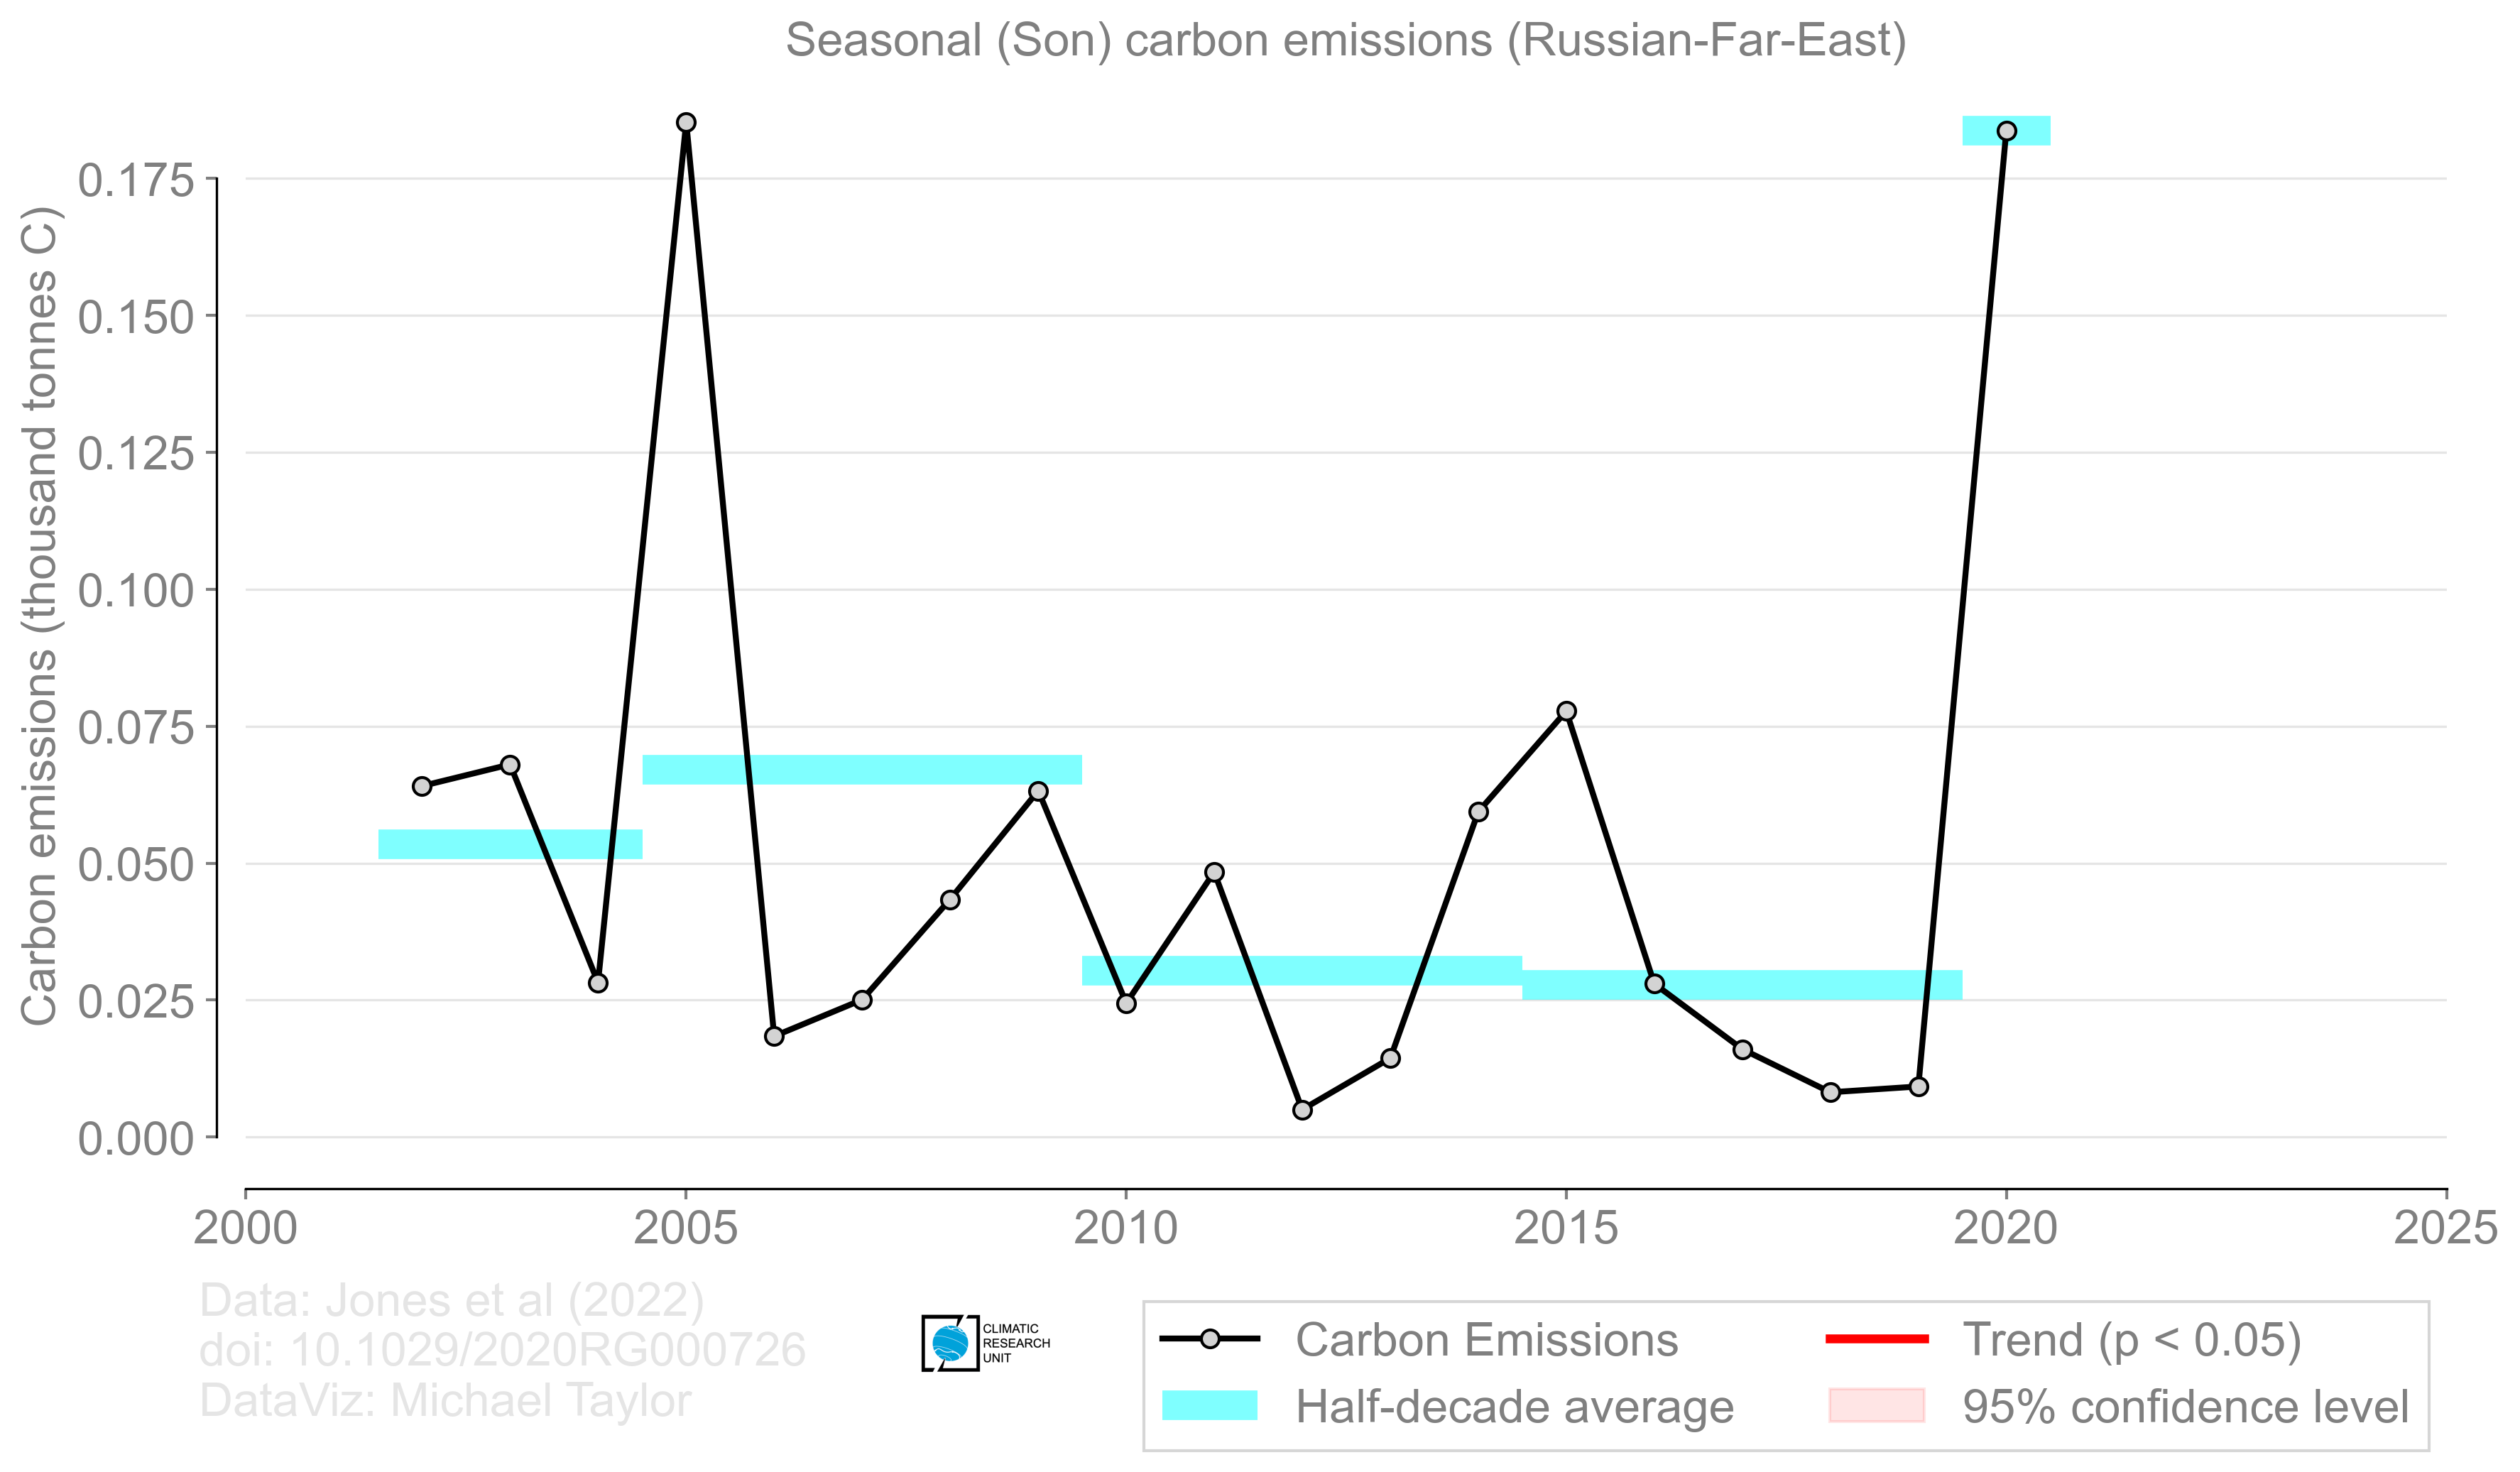 Seasonal (Son) carbon emissions (Russian-Far-East)
Carbon emissions (thousand tonnes C)
0.175
0.150
0.125
0.100
0.075
0.050
0.025
0.000
2000
2005
2010
2015
2020
2025
Data: Jones et al (2022)
doi: 10.1029/2020RG000726
DataViz: Michael Taylor
CLIMATIC
RESEARCH
UNIT
Carbon Emissions
Half-decade average
Trend (p < 0.05)
95% confidence level